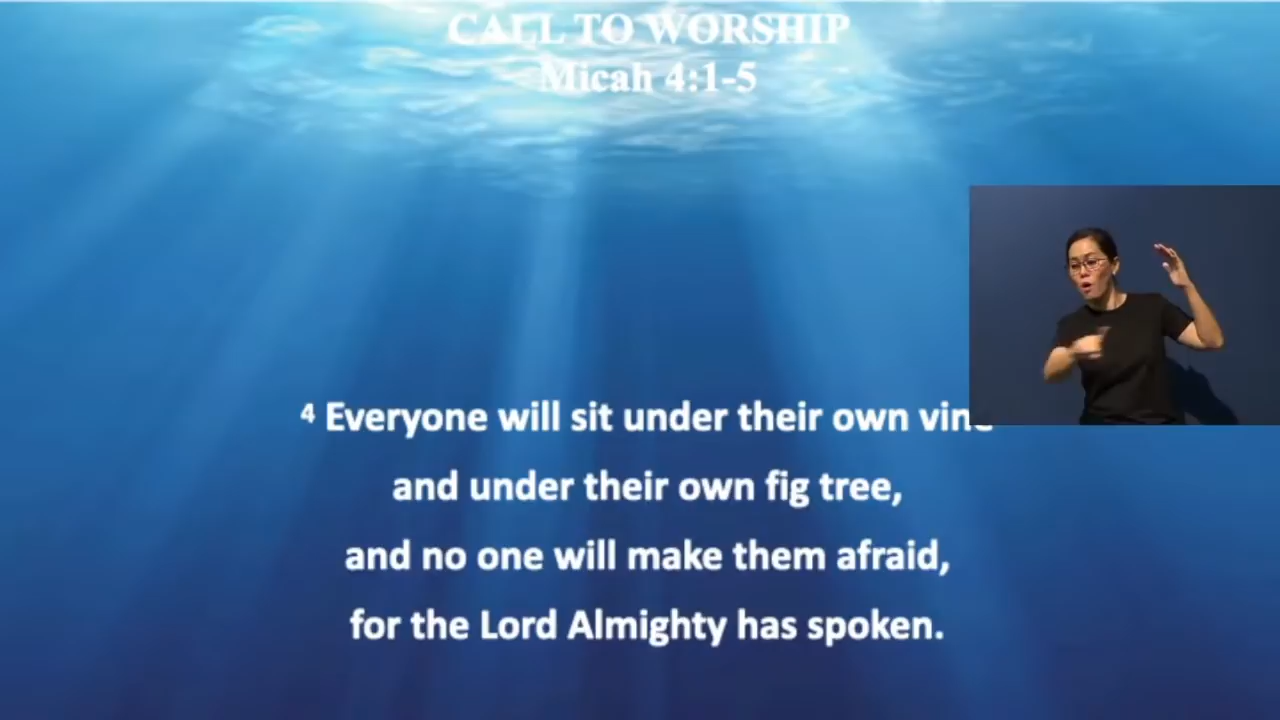 CALL TO WORSHIP
Micah 4:1-5
4 Everyone will sit under their own vine
and under their own fig tree,
and no one will make them afraid,
for the Lord Almighty has spoken.